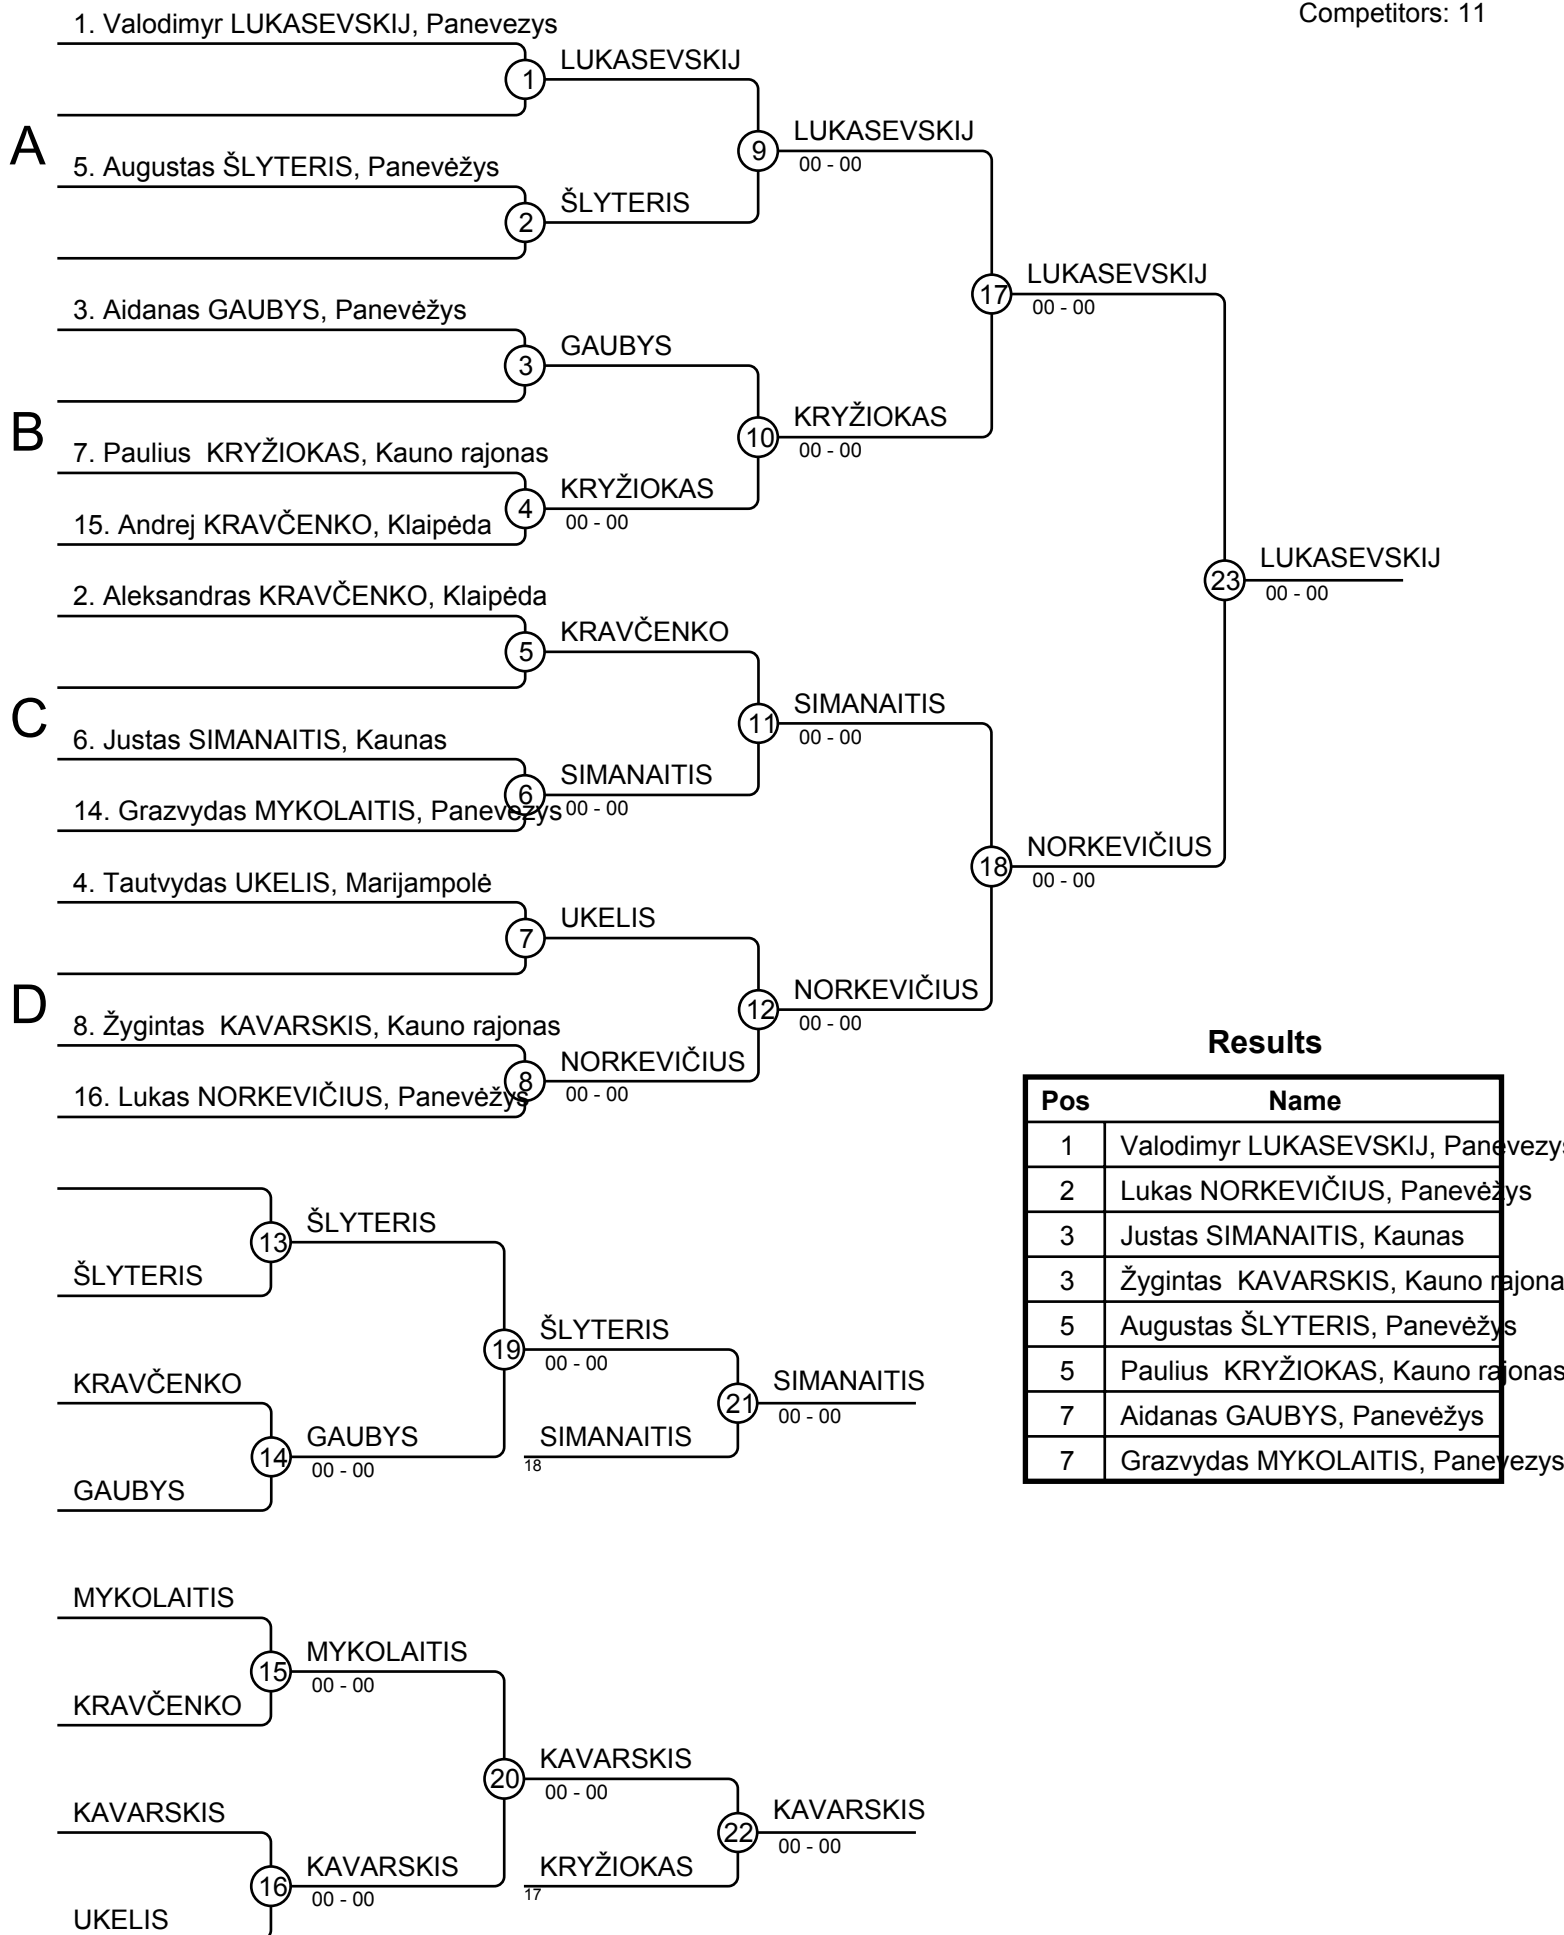 Competitors: 11
1. Valodimyr LUKASEVSKIJ, Panevezys
LUKASEVSKIJ
1
A
LUKASEVSKIJ
9
00 - 00
5. Augustas ŠLYTERIS, Panevėžys
ŠLYTERIS
2
LUKASEVSKIJ
17
00 - 00
3. Aidanas GAUBYS, Panevėžys
GAUBYS
3
B
KRYŽIOKAS
10
00 - 00
7. Paulius  KRYŽIOKAS, Kauno rajonas
KRYŽIOKAS
4
00 - 00
15. Andrej KRAVČENKO, Klaipėda
LUKASEVSKIJ
23
00 - 00
2. Aleksandras KRAVČENKO, Klaipėda
KRAVČENKO
5
C
SIMANAITIS
11
00 - 00
6. Justas SIMANAITIS, Kaunas
SIMANAITIS
6
00 - 00
14. Grazvydas MYKOLAITIS, Panevezys
NORKEVIČIUS
18
00 - 00
4. Tautvydas UKELIS, Marijampolė
UKELIS
7
D
NORKEVIČIUS
12
00 - 00
8. Žygintas  KAVARSKIS, Kauno rajonas
NORKEVIČIUS
8
00 - 00
16. Lukas NORKEVIČIUS, Panevėžys
Results
Pos Name
1 Valodimyr LUKASEVSKIJ, Panevezys
2 Lukas NORKEVIČIUS, Panevėžys
3 Justas SIMANAITIS, Kaunas
3 Žygintas  KAVARSKIS, Kauno rajona
5 Augustas ŠLYTERIS, Panevėžys
5 Paulius  KRYŽIOKAS, Kauno rajonas
7 Aidanas GAUBYS, Panevėžys
7 Grazvydas MYKOLAITIS, Panevezys
ŠLYTERIS
13
ŠLYTERIS
ŠLYTERIS
19
00 - 00
KRAVČENKO
SIMANAITIS
21
00 - 00
GAUBYS
14
00 - 00
SIMANAITIS
18
GAUBYS
MYKOLAITIS
MYKOLAITIS
15
00 - 00
KRAVČENKO
KAVARSKIS
20
00 - 00
KAVARSKIS
KAVARSKIS
22
00 - 00
KAVARSKIS
16
00 - 00
KRYŽIOKAS
17
UKELIS